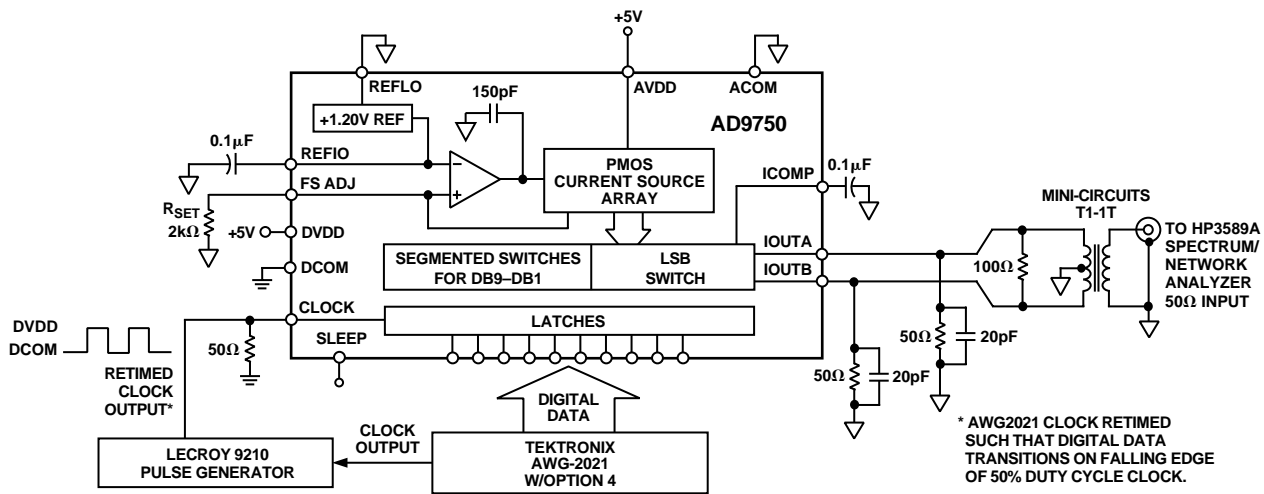 +5V
REFLO
AVDD
ACOM
150pF
+1.20V REF
AD9750
0.1µF
REFIO
FS ADJ
PMOS
CURRENT SOURCE
ARRAY
ICOMP
0.1µF
MINI-CIRCUITS
T1-1T
RSET
2kΩ
+5V
DVDD
DCOM
SEGMENTED SWITCHES
FOR DB9–DB1
LSB
SWITCH
IOUTA
IOUTB
100Ω
TO HP3589A
SPECTRUM/
NETWORK
ANALYZER
50Ω INPUT
CLOCK
LATCHES
DVDD
DCOM
50Ω
SLEEP
50Ω
20pF
50Ω
20pF
RETIMED
CLOCK
OUTPUT*
DIGITAL
DATA
CLOCK
OUTPUT
LECROY 9210
PULSE GENERATOR
TEKTRONIX
AWG-2021
W/OPTION 4
* AWG2021 CLOCK RETIMED
SUCH THAT DIGITAL DATA
TRANSITIONS ON FALLING EDGE
OF 50% DUTY CYCLE CLOCK.